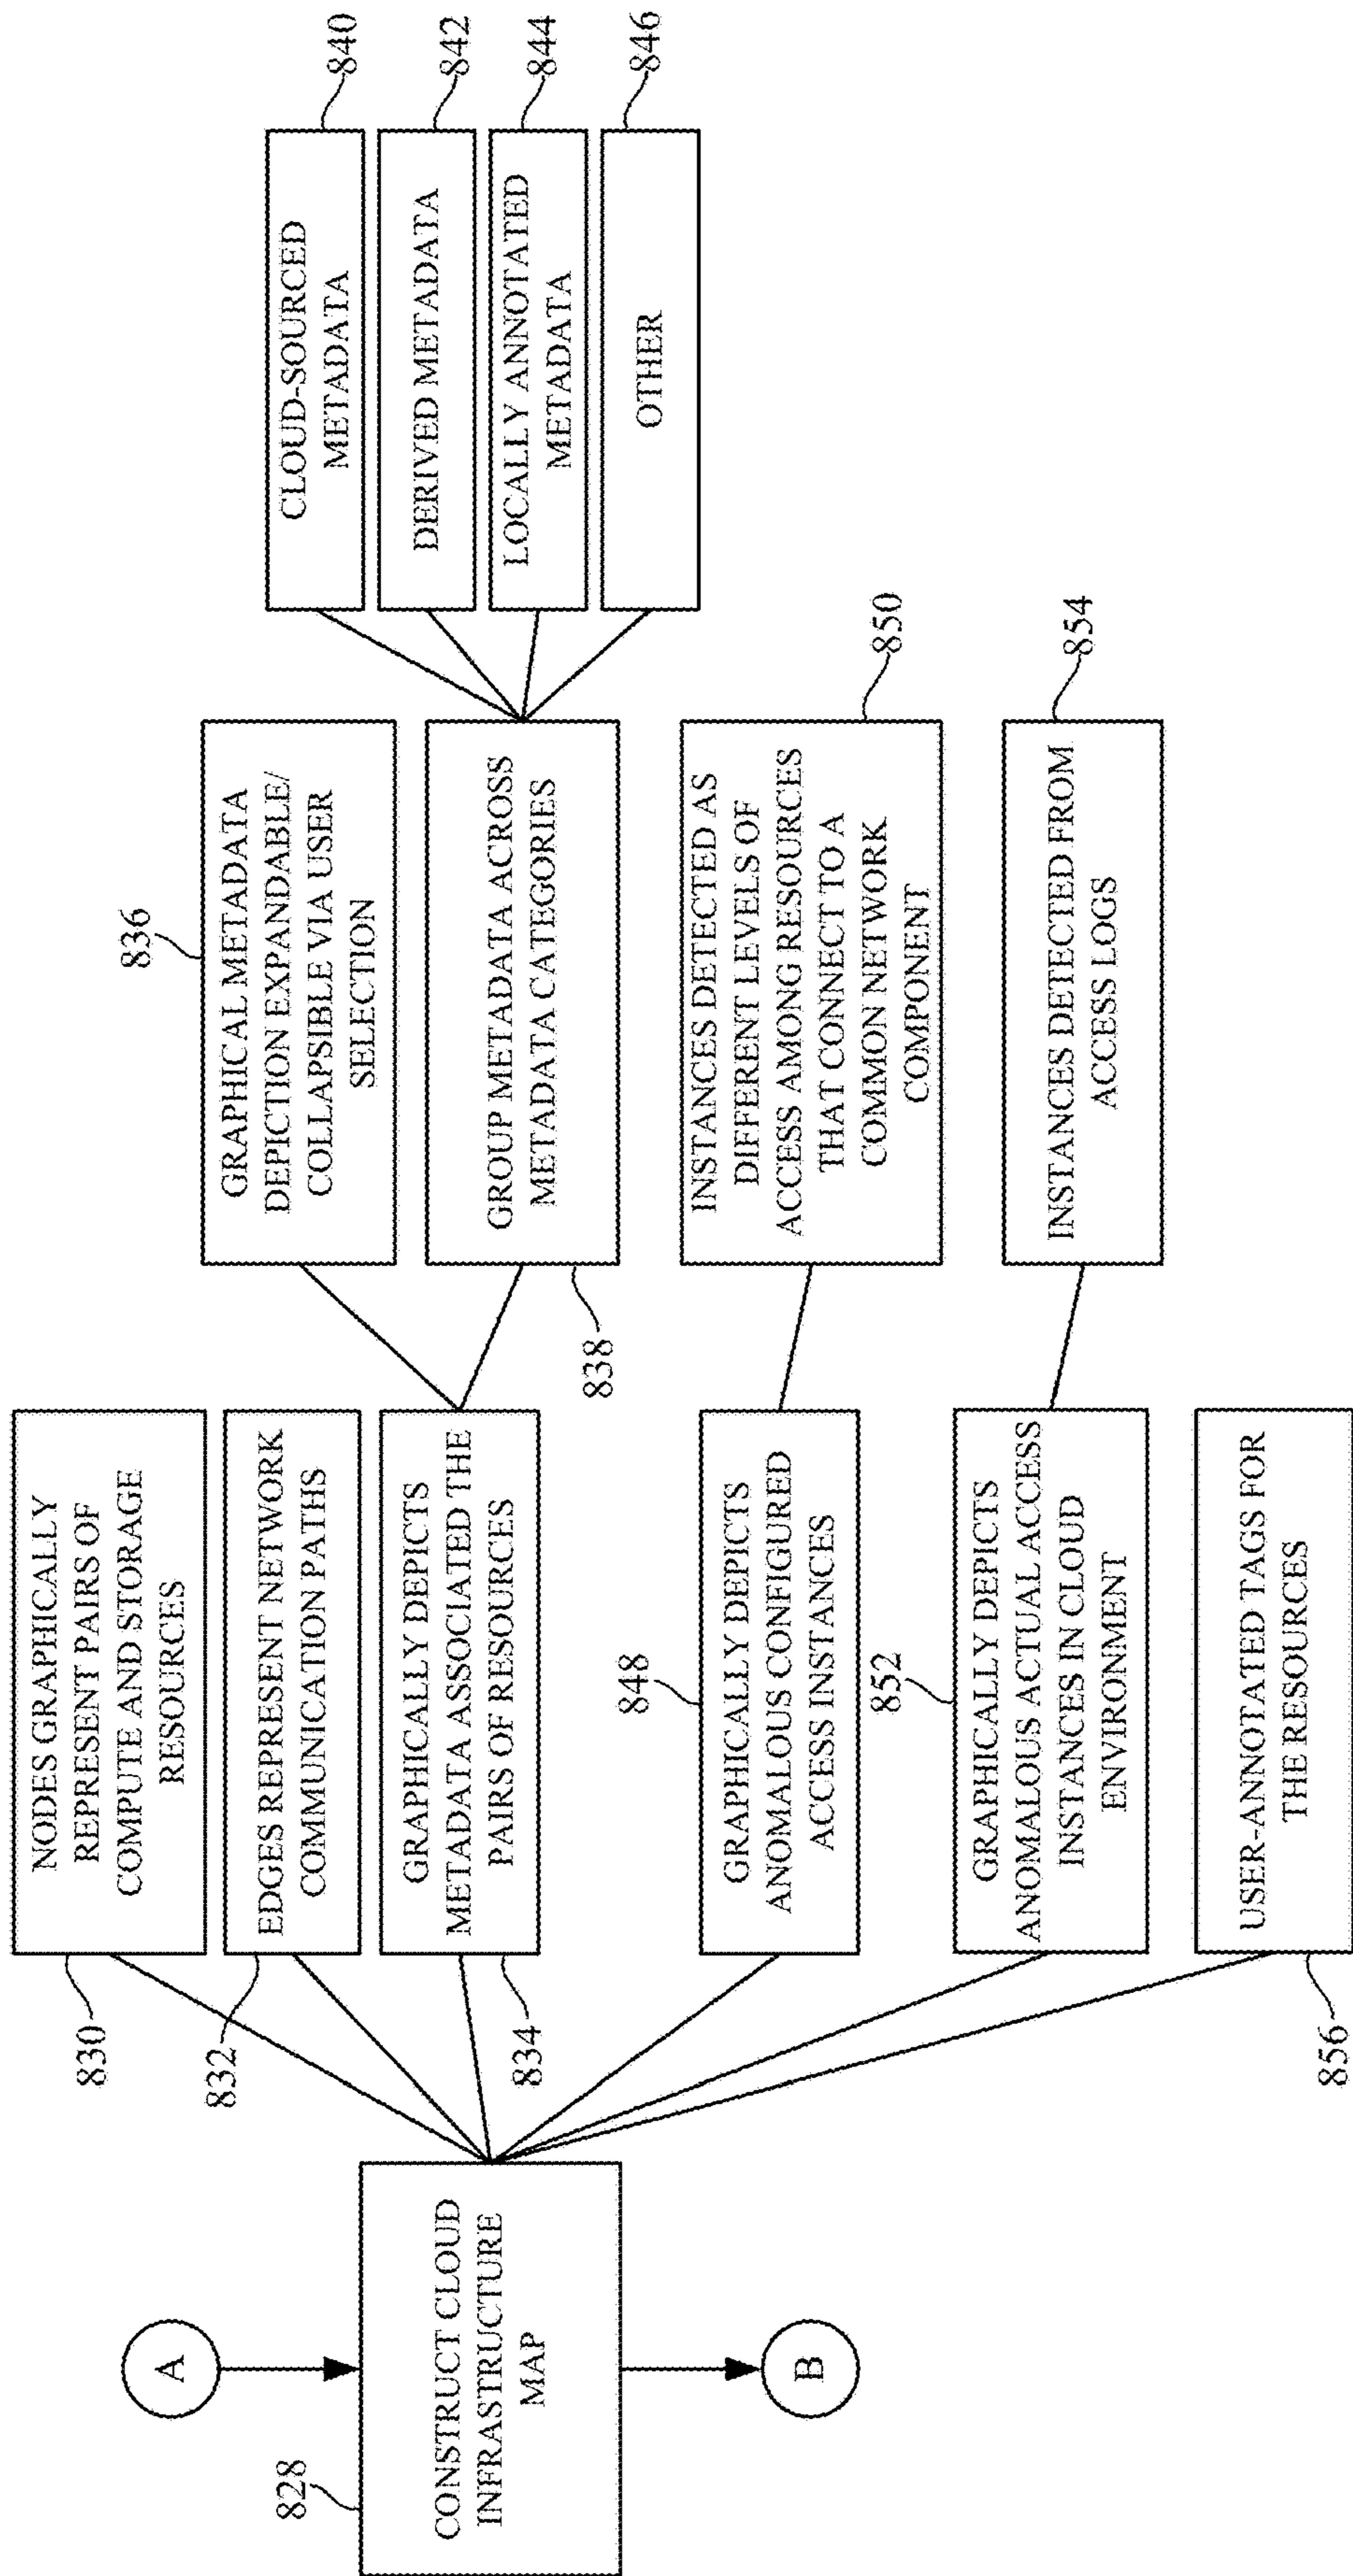 A
828
CONSTRUCT CLOUD
INFRASTRUCTURE
MAP
B
830
NODES GRAPHICALLY
REPRESENT PAIRS OF
COMPUTE AND STORAGE
RESOURCES
832
EDGES REPRESENT NETWORK
COMMUNICATION PATHS
834
GRAPHICALLY DEPICTS
METADATA ASSOCIATED THE
PAIRS OF RESOURCES
836
GRAPHICAL METADATA
DEPICTION EXPANDABLE/
COLLAPSIBLE VIA USER
SELECTION
838
GROUP METADATA ACROSS
METADATA CATEGORIES
CLOUD-SOURCED
METADATA
840
DERIVED METADATA
842
LOCALLY ANNOTATED
METADATA
844
OTHER
846
848
GRAPHICALLY DEPICTS
ANOMALOUS CONFIGURED
ACCESS INSTANCES
INSTANCES DETECTED AS
DIFFERENT LEVELS OF
ACCESS AMONG RESOURCES
THAT CONNECT TO A
COMMON NETWORK
COMPONENT
850
852
GRAPHICALLY DEPICTS
ANOMALOUS ACTUAL ACCESS
INSTANCES IN CLOUD
ENVIRONMENT
INSTANCES DETECTED FROM
ACCESS LOGS
854
USER-ANNOTATED TAGS FOR
THE RESOURCES
856